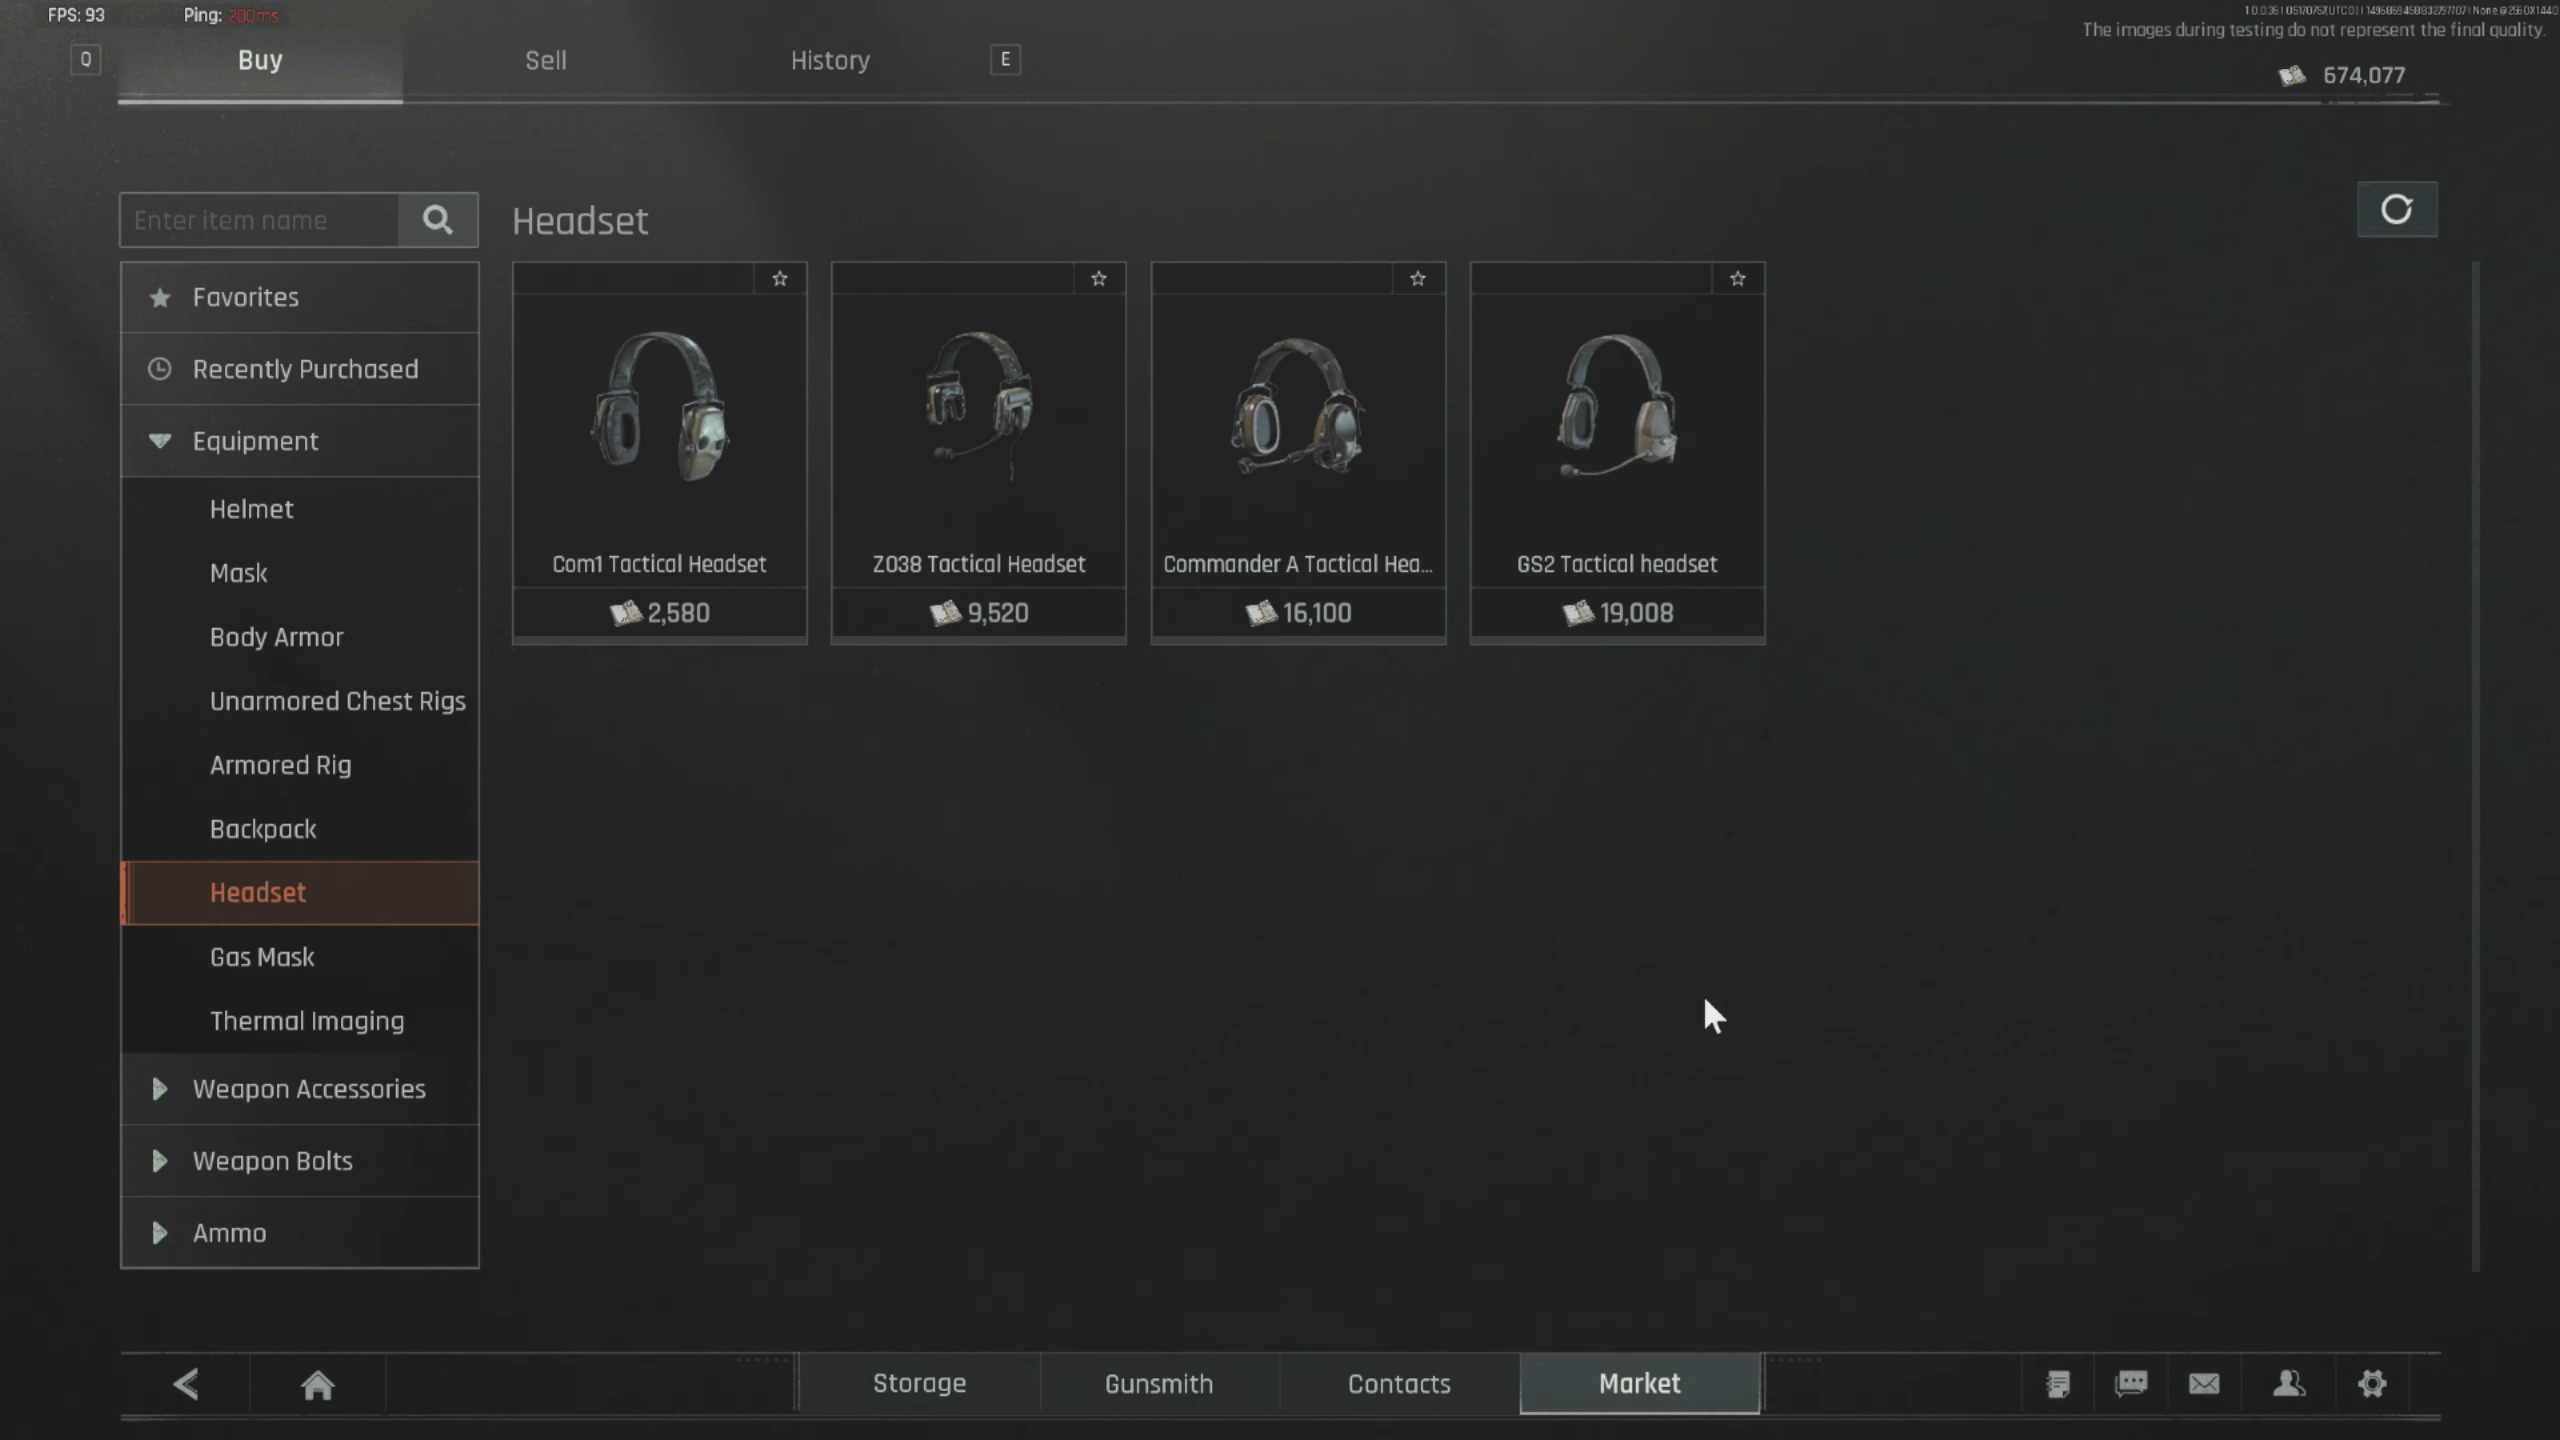 FPS: 93
Ping: 200ms
The images during testing do not represent the final quality.
Q
Buy
Sell
History
E
674,077
Enter item name
Headset
Favorites
Recently Purchased
Equipment
Helmet
Mask
Body Armor
Unarmored Chest Rigs
Armored Rig
Backpack
Headset
Gas Mask
Thermal Imaging
Weapon Accessories
Weapon Bolts
Ammo
Com1 Tactical Headset
2,580
Z038 Tactical Headset
9,520
Commander A Tactical Hea...
16,100
GS2 Tactical headset
19,008
Storage
Gunsmith
Contacts
Market